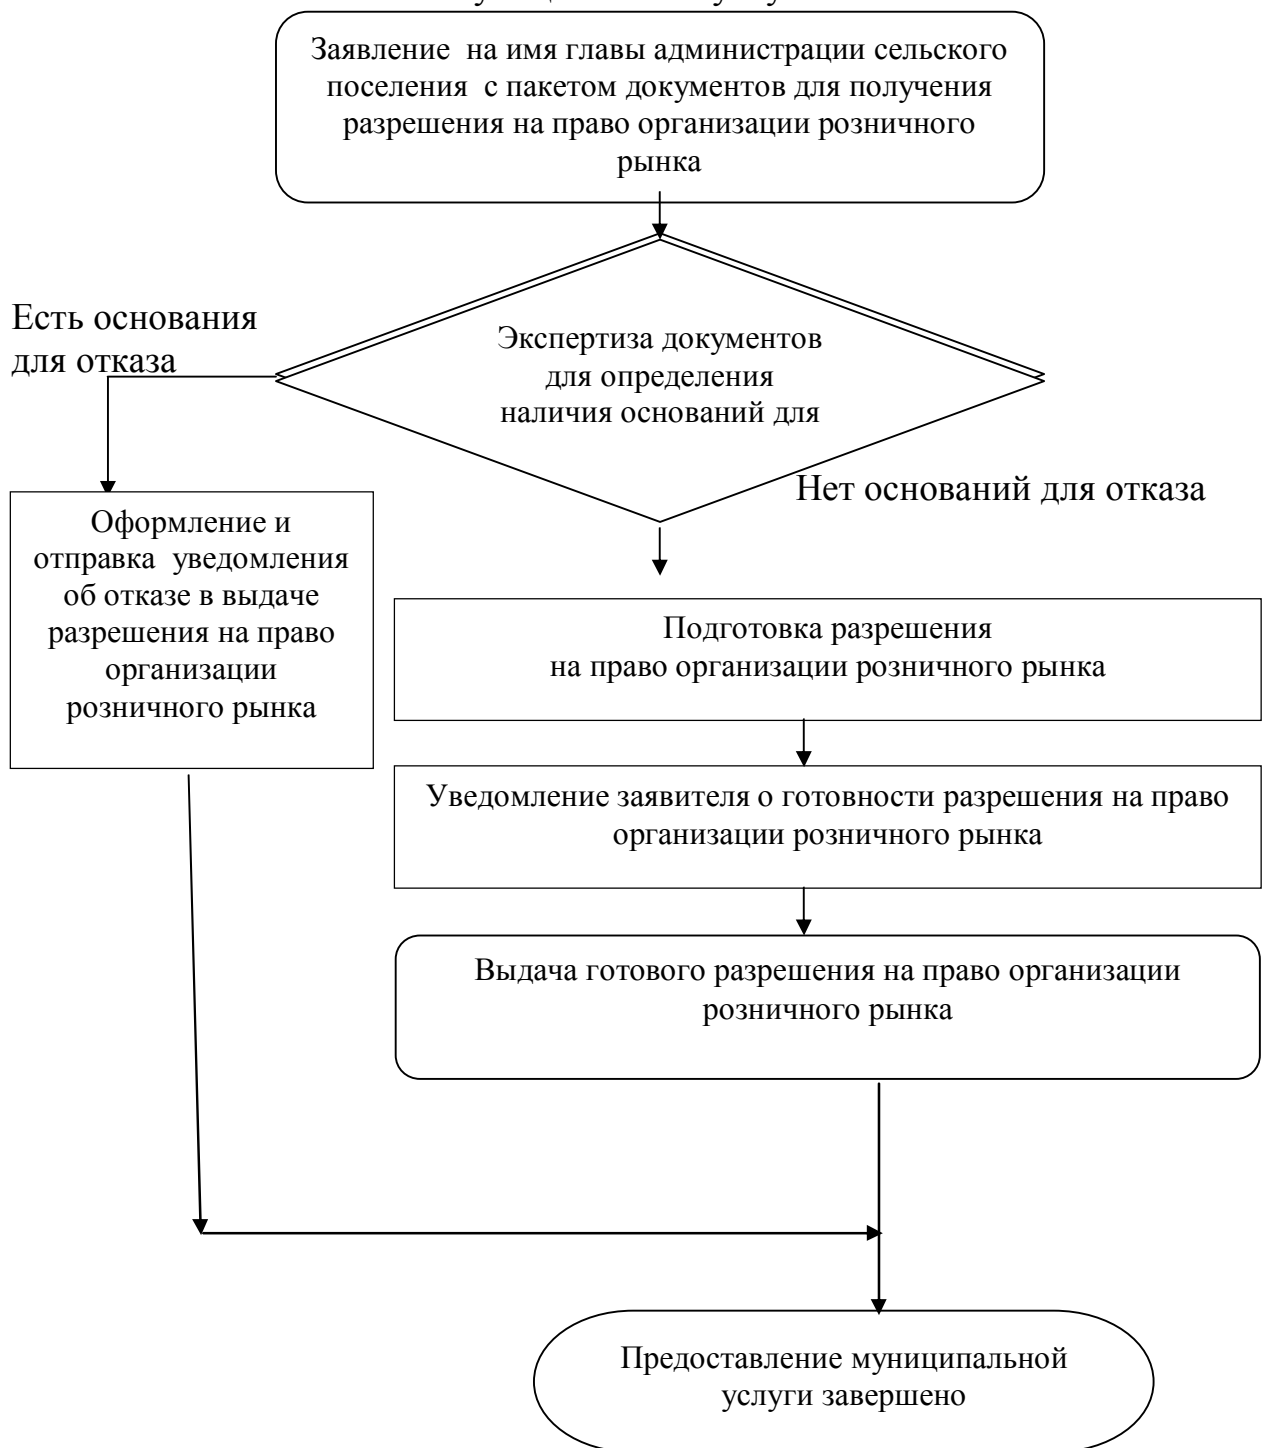 Заявление на имя главы администрации сельского
поселения с пакетом документов для получения
разрешения на право организации розничного
рынка
Есть основания
для отказа
Экспертиза документов
для определения
наличия оснований для
Нет оснований для отказа
Оформление и
отправка уведомления
об отказе в выдаче
разрешения на право
организации
розничного рынка
Подготовка разрешения
на право организации розничного рынка
Уведомление заявителя о готовности разрешения на право
организации розничного рынка
Выдача готового разрешения на право организации
розничного рынка
Предоставление муниципальной
услуги завершено